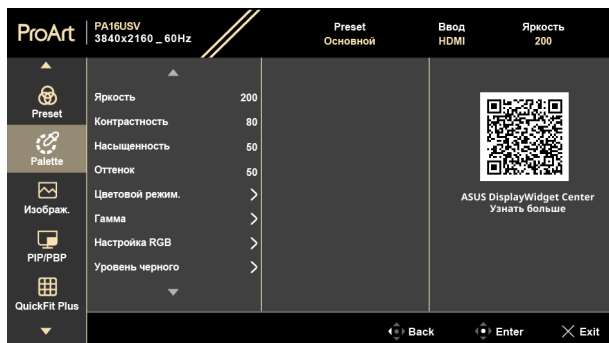 ProArt
PA16USV
3840x2160 _ 60Hz
Preset
Основной
Ввод
HDMI
Яркость
200
Preset
Palette
Изображ.
PIP/PBP
QuickFit Plus
Яркость 200
Контрастность 80
Насыщенность 50
Оттенок 50
Цветовой режим.
Гамма
Настройка RGB
Уровень черного
ASUS DisplayWidget Center
Узнать больше
Back
Enter
Exit